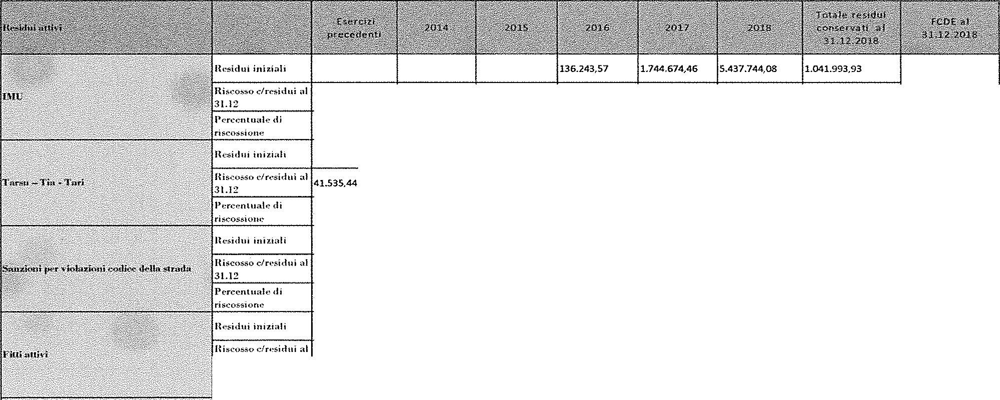 Residui attivi
Esercizi
precedenti
2014
2015
2016
2017
2018
Totale residui
conservati al
31.12.2018
FCDE al
31.12.2018
IMU
Residui iniziali
136.243,57
1.744.674,46
5.437.744,08
1.041.993,93
Riscosso c/residui al
31.12
Percentuale di
riscossione
Tarsu – Tia - Tari
Residui iniziali
Riscosso c/residui al
31.12
41.535,44
Percentuale di
riscossione
Sanzioni per violazioni codice della strada
Residui iniziali
Riscosso c/residui al
31.12
Percentuale di
riscossione
Fitti attivi
Residui iniziali
Riscosso c/residui al